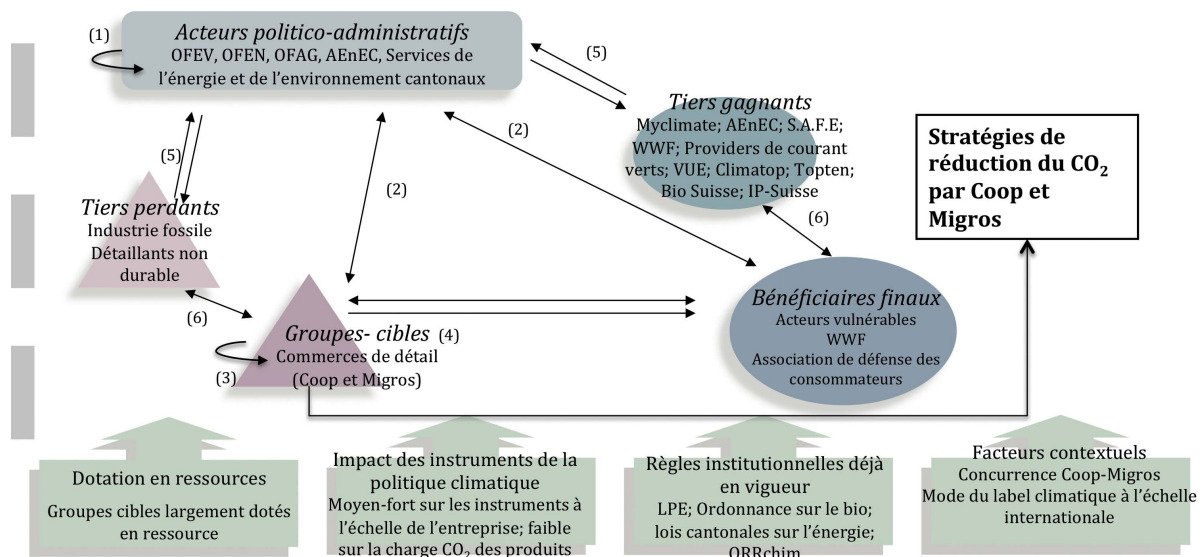 (1)
Acteurs politico-administratifs
OFEV, OFEN, OFAG, AEnEC, Services de
l'énergie et de l'environnement cantonaux
(5)
Tiers gagnants
Myclimate; AEnEC; S.A.F.E;
WWF; Providers de courant
verts; VUE; Climatop; Topten;
Bio Suisse; IP-Suisse
(2)
Stratégies de
réduction du CO₂
par Coop et
Migros
(5)
(2)
Tiers perdants
Industrie fossile
Détaillants non
durable
(6)
(6)
Bénéficiaires finaux
Acteurs vulnérables
WWF
Association de défense des
consommateurs
Groupes- cibles (4)
Commerces de détail
(Coop et Migros)
(3)
Dotation en ressources
Groupes cibles largement dotés
en ressource
Impact des instruments de la
politique climatique
Moyen-fort sur les instruments à
l'échelle de l'entreprise; faible
sur la charge CO₂ des produits
Règles institutionnelles déjà
en vigueur
LPE; Ordonnance sur le bio;
lois cantonales sur l'énergie;
ORRchim
Facteurs contextuels
Concurrence Coop-Migros
Mode du label climatique à l'échelle
internationale